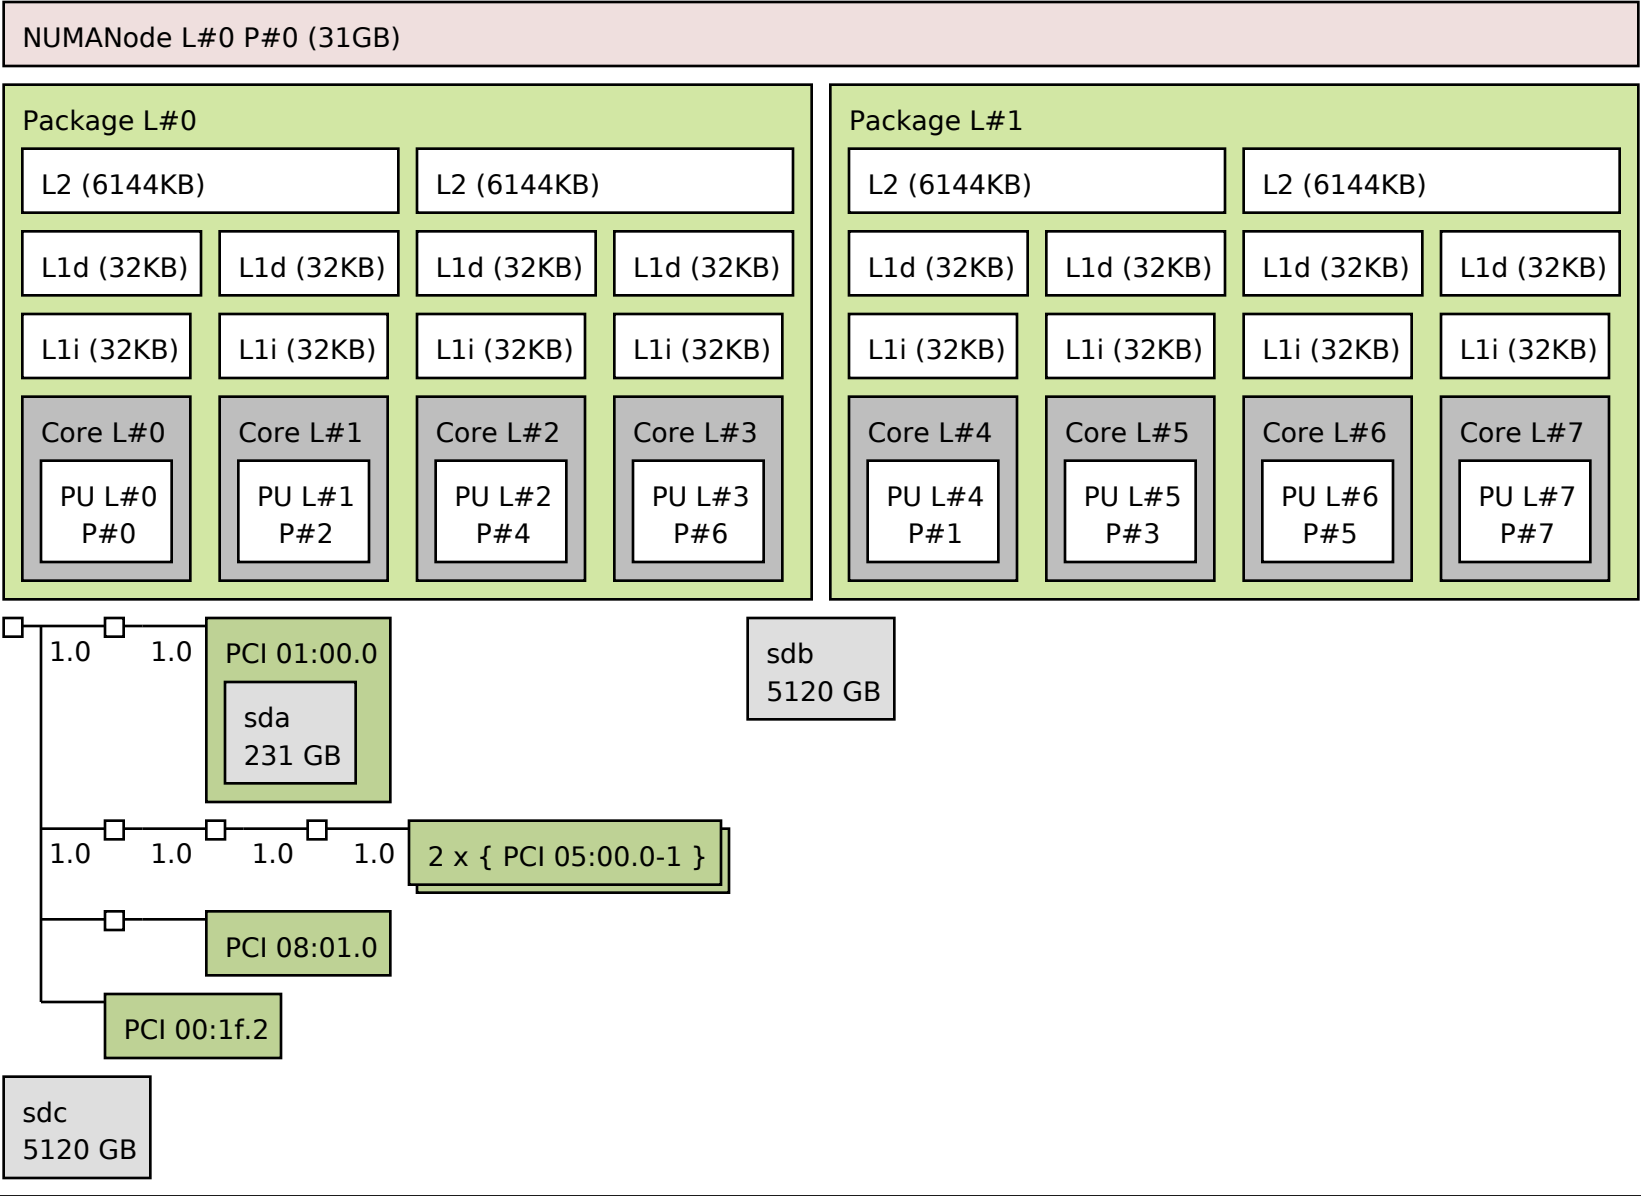 NUMANode L#0 P#0 (31GB)
Package L#0
L2 (6144KB) L2 (6144KB)
L1d (32KB) L1d (32KB) L1d (32KB) L1d (32KB)
L1i (32KB) L1i (32KB) L1i (32KB) L1i (32KB)
Core L#0 Core L#1 Core L#2 Core L#3
PU L#0 PU L#1 PU L#2 PU L#3
P#0 P#2 P#4 P#6
Package L#1
L2 (6144KB) L2 (6144KB)
L1d (32KB) L1d (32KB) L1d (32KB) L1d (32KB)
L1i (32KB) L1i (32KB) L1i (32KB) L1i (32KB)
Core L#4 Core L#5 Core L#6 Core L#7
PU L#4 PU L#5 PU L#6 PU L#7
P#1 P#3 P#5 P#7
1.0 1.0 PCI 01:00.0
sda
231 GB
sdb
5120 GB
1.0 1.0 1.0 1.0 2 x { PCI 05:00.0-1 }
PCI 08:01.0
PCI 00:1f.2
sdc
5120 GB